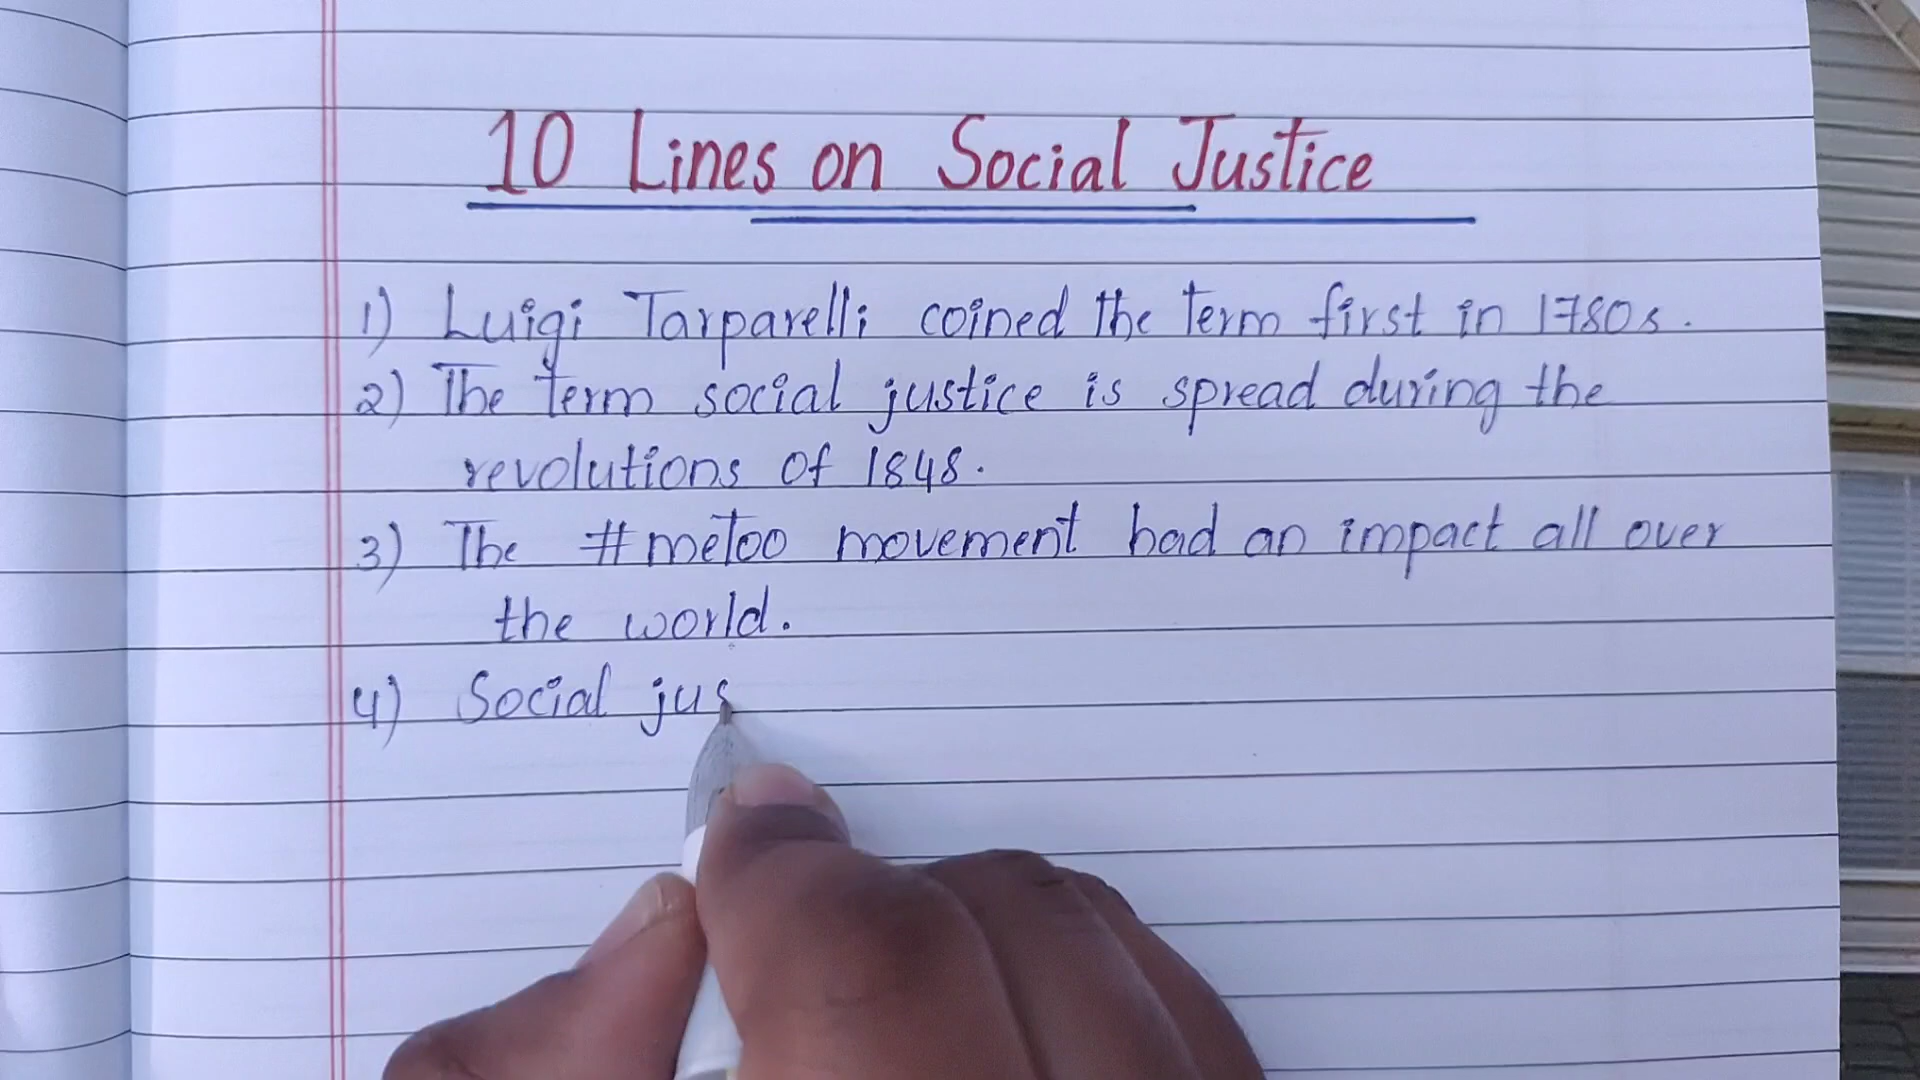 10 Lines on Social Justice
1) Luigi Tarparelli coined the term first in 1780s.
2) The term social justice is spread during the
revolutions of 1848.
3) The #metoo movement had an impact all over
the world.
4) Social jus